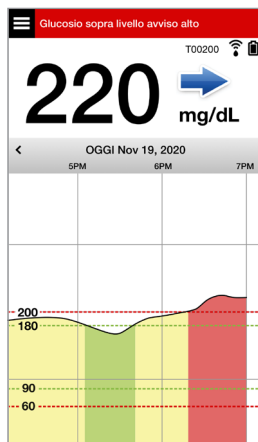 Glucosio sopra livello avviso alto
T00200
220
mg/dL
< OGGI Nov 19, 2020
5PM 6PM 7PM
200
180
90
60